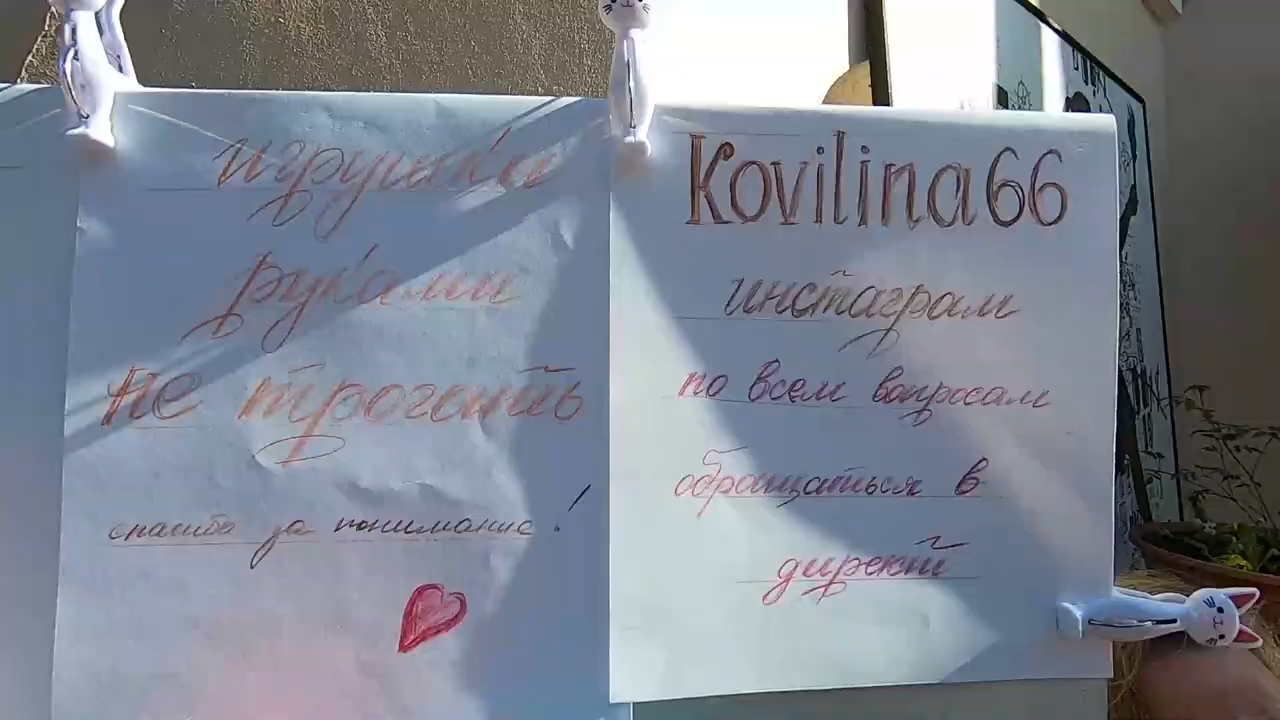 игрушки
руками
не трогать
спасибо за понимание!
Kovilina66
инстаграм
по всем вопросам
обращаться в
директ